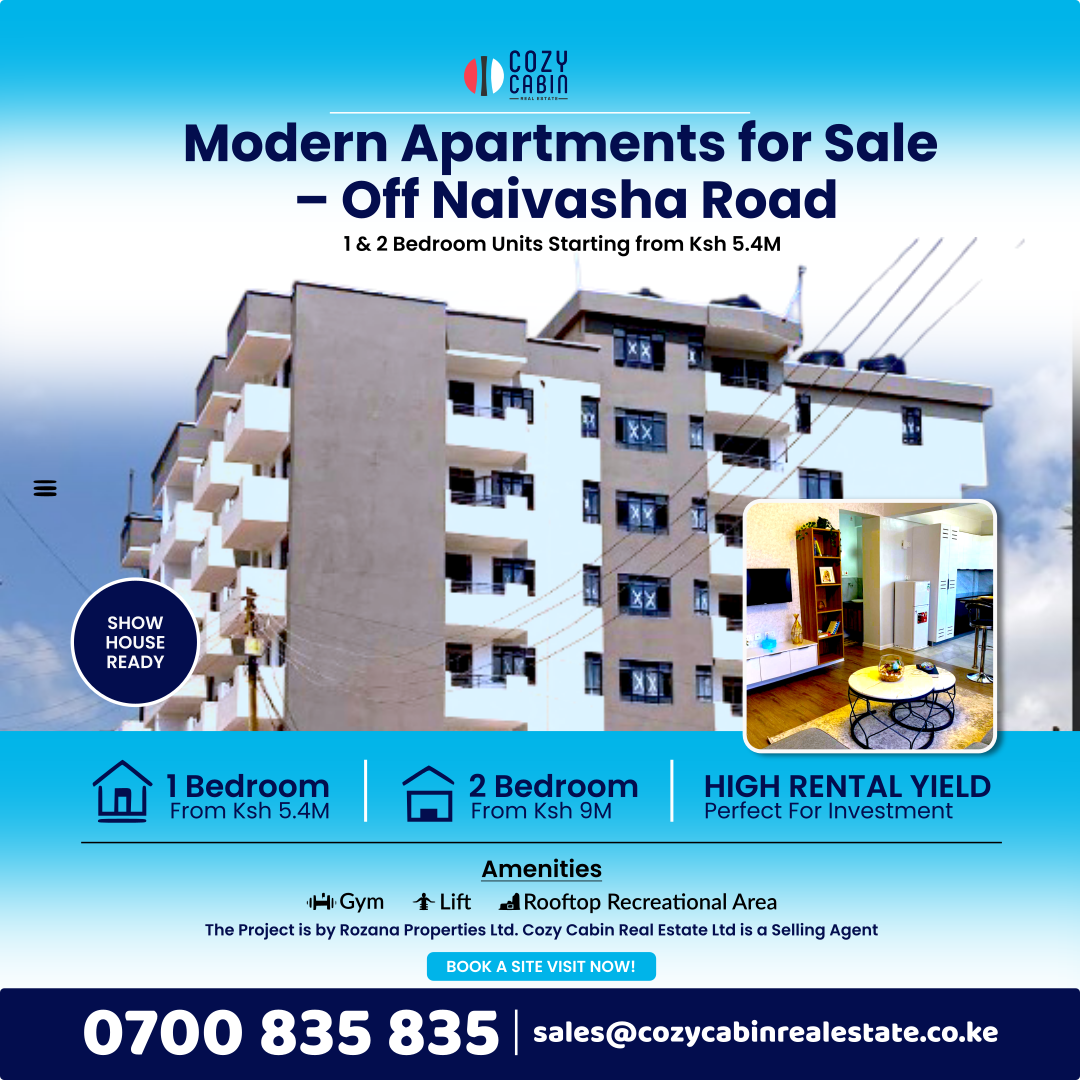 COZY
CABIN
REAL ESTATE
Modern Apartments for Sale
– Off Naivasha Road
1 & 2 Bedroom Units Starting from Ksh 5.4M
SHOW
HOUSE
READY
1 Bedroom
From Ksh 5.4M
2 Bedroom
From Ksh 9M
HIGH RENTAL YIELD
Perfect For Investment
Amenities
Gym Lift Rooftop Recreational Area
The Project is by Rozana Properties Ltd. Cozy Cabin Real Estate Ltd is a Selling Agent
BOOK A SITE VISIT NOW!
0700 835 835 sales@cozycabinrealestate.co.ke